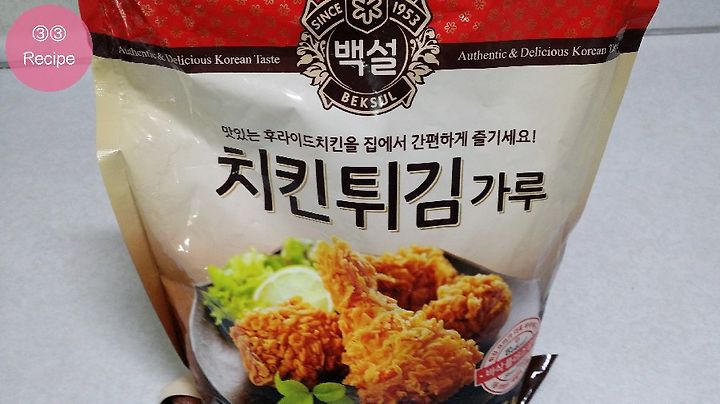 ③③
Recipe
SINCE 1953
Authentic & Delicious Korean Taste
Authentic & Delicious Korean
백설
BEKSUL
맛있는 후라이드치킨을 집에서 간편하게 즐기세요!
치킨튀김가루